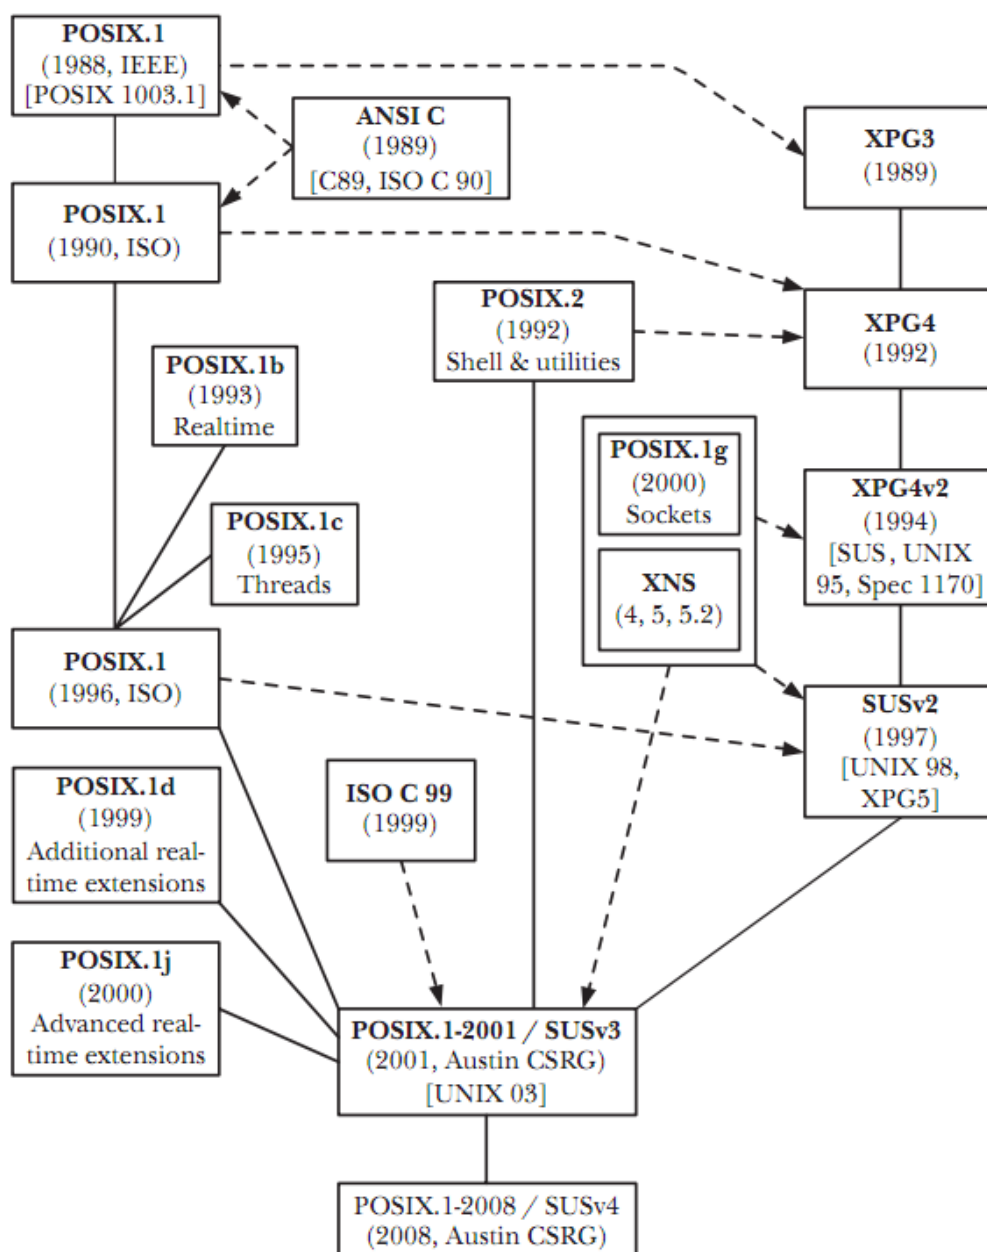 POSIX.1
(1988, IEEE)
[POSIX 1003.1]
ANSI C
(1989)
[C89, ISO C 90]
XPG3
(1989)
POSIX.1
(1990, ISO)
POSIX.2
(1992)
Shell & utilities
XPG4
(1992)
POSIX.1b
(1993)
Realtime
POSIX.1g
(2000)
Sockets
XNS
(4, 5, 5.2)
XPG4v2
(1994)
[SUS, UNIX
95, Spec 1170]
POSIX.1c
(1995)
Threads
POSIX.1
(1996, ISO)
SUSv2
(1997)
[UNIX 98,
XPG5]
POSIX.1d
(1999)
Additional real-
time extensions
ISO C 99
(1999)
POSIX.1j
(2000)
Advanced real-
time extensions
POSIX.1-2001 / SUSv3
(2001, Austin CSRG)
[UNIX 03]
POSIX.1-2008 / SUSv4
(2008, Austin CSRG)